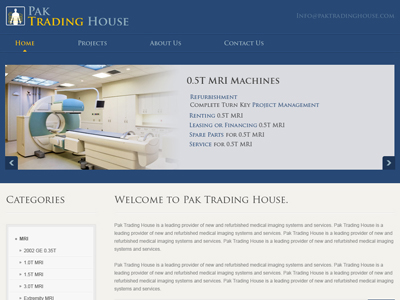 Pak
Trading House
Info@paktradinghouse.com
Home Projects About Us Contact Us
0.5T MRI Machines
Refurbishment
Complete Turn Key Project Management
Renting 0.5T MRI
Leasing or Financing 0.5T MRI
Spare Parts for 0.5T MRI
Service for 0.5T MRI
Categories
Welcome to Pak Trading House.
Pak Trading House is a leading provider of new and refurbished medical imaging systems and services. Pak Trading House is a
leading provider of new and refurbished medical imaging systems and services. Pak Trading House is a leading provider of new and
refurbished medical imaging systems and services. Pak Trading House is a leading provider of new and refurbished medical imaging
systems and services.
Pak Trading House is a leading provider of new and refurbished medical imaging systems and services. Pak Trading House is a
leading provider of new and refurbished medical imaging systems and services. Pak Trading House is a leading provider of new and
refurbished medical imaging systems and services. Pak Trading House is a leading provider of new and refurbished medical imaging
systems and services.
MRI
2002 GE 0.35T
1.0T MRI
1.5T MRI
3.0T MRI
Extremity MRI